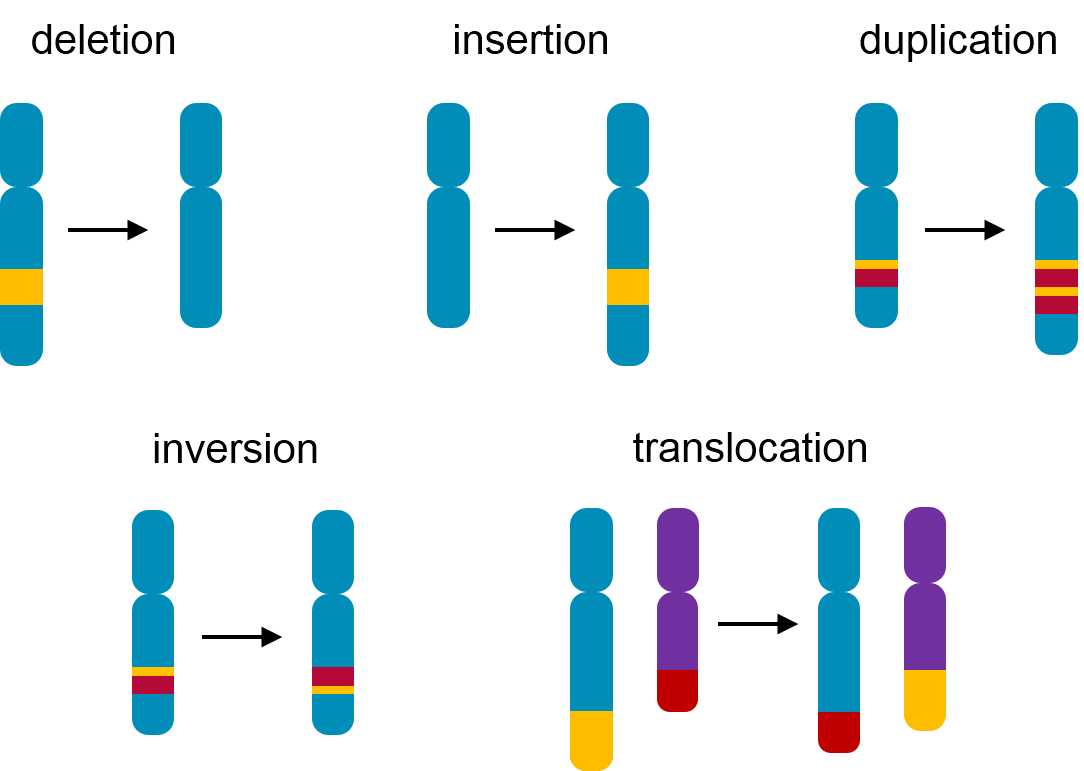 deletion
insertion
duplication
inversion
translocation